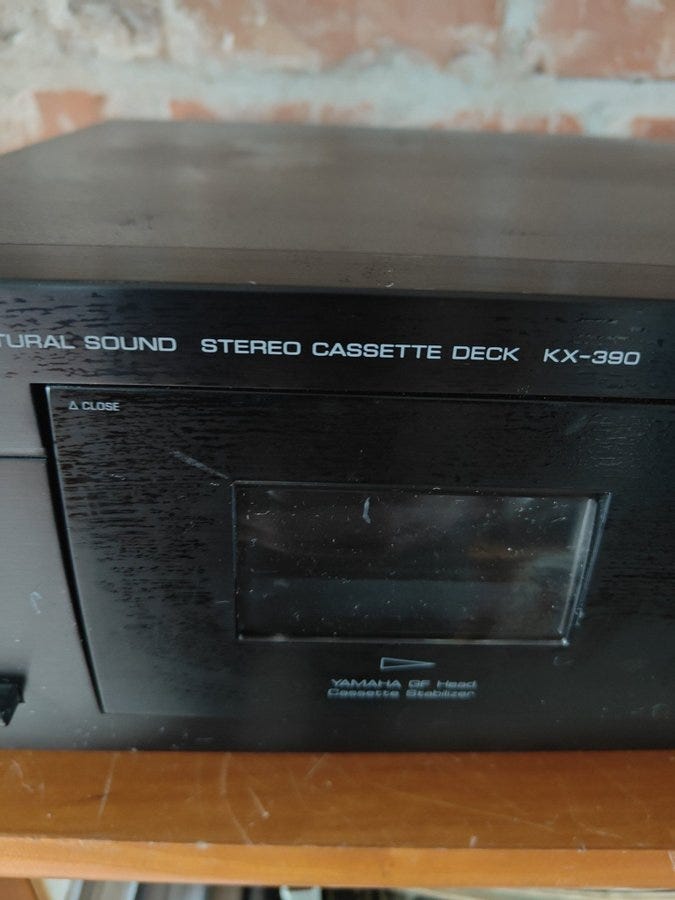 TURAL SOUND STEREO CASSETTE DECK KX-390
△ CLOSE
YAMAHA GF Head
Cassette Stabilizer